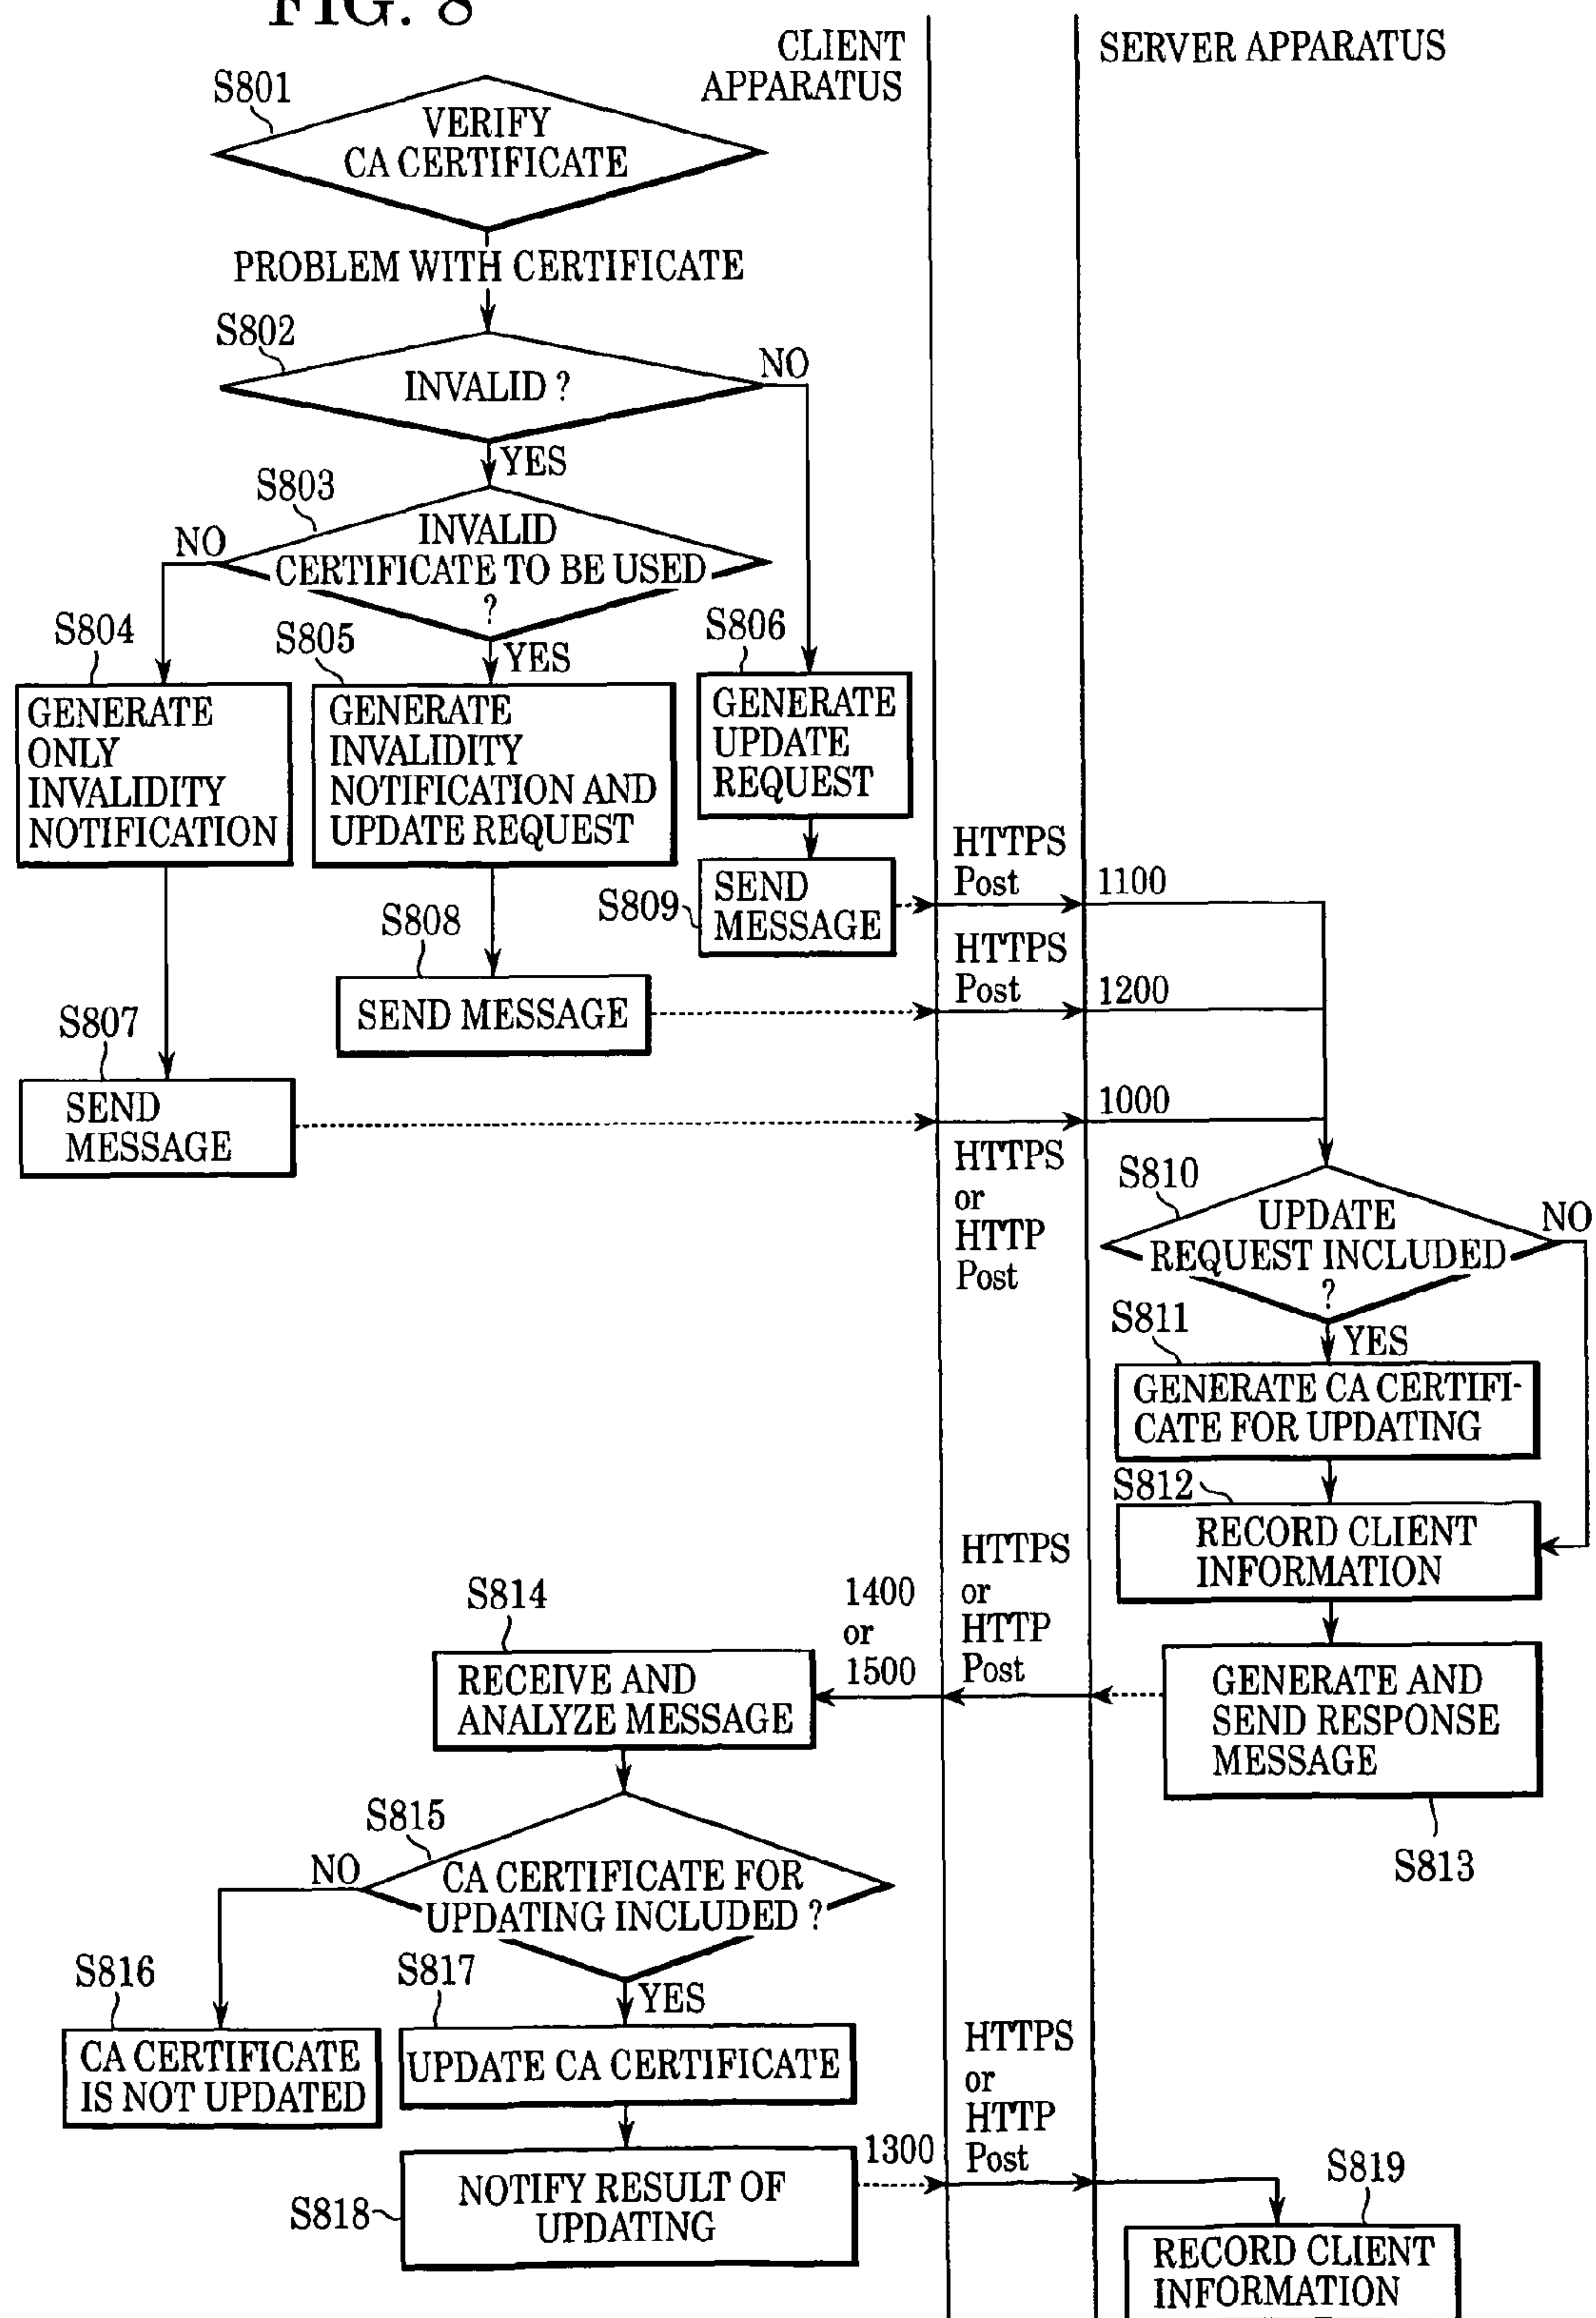 FIG. 8
CLIENT
APPARATUS
SERVER APPARATUS
S801
VERIFY
CA CERTIFICATE
PROBLEM WITH CERTIFICATE
S802
INVALID ?
NO
YES
S803
INVALID
CERTIFICATE TO BE USED
?
NO
YES
S804
GENERATE
ONLY
INVALIDITY
NOTIFICATION
S805
GENERATE
INVALIDITY
NOTIFICATION AND
UPDATE REQUEST
S806
GENERATE
UPDATE
REQUEST
S809
SEND
MESSAGE
HTTPS
Post
1100
S808
SEND MESSAGE
HTTPS
Post
1200
S807
SEND
MESSAGE
1000
HTTPS
or
HTTP
Post
S810
UPDATE
REQUEST INCLUDED
?
NO
YES
S811
GENERATE CA CERTIFI-
CATE FOR UPDATING
S812
RECORD CLIENT
INFORMATION
GENERATE AND
SEND RESPONSE
MESSAGE
S813
HTTPS
or
HTTP
Post
1400
or
1500
S814
RECEIVE AND
ANALYZE MESSAGE
S815
CA CERTIFICATE FOR
UPDATING INCLUDED ?
NO
YES
S816
CA CERTIFICATE
IS NOT UPDATED
S817
UPDATE CA CERTIFICATE
S818
NOTIFY RESULT OF
UPDATING
1300
HTTPS
or
HTTP
Post
S819
RECORD CLIENT
INFORMATION